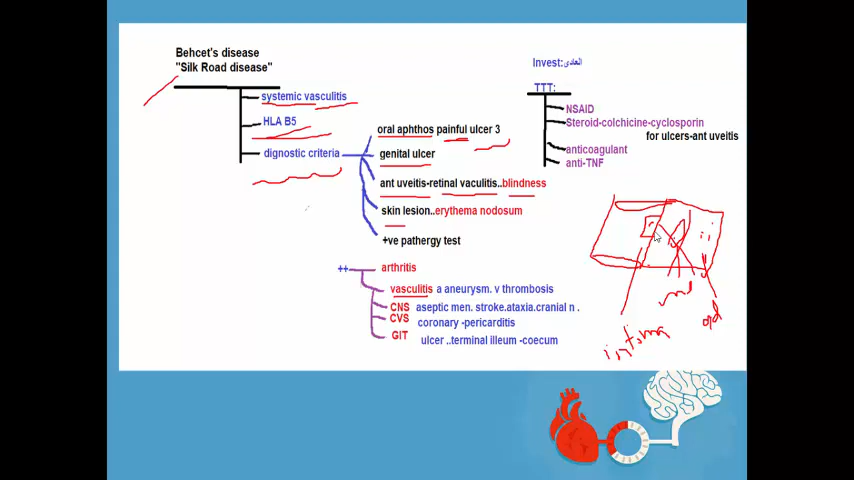 Behcet's disease
"Silk Road disease"
systemic vasculitis
HLA B5
dignostic criteria
oral aphthos painful ulcer 3
genital ulcer
ant uveitis-retinal vaculitis..blindness
skin lesion..erythema nodosum
+ve pathergy test
++ arthritis
vasculitis a aneurysm. v thrombosis
CNS aseptic men. stroke.ataxia.cranial n .
CVS coronary -pericarditis
GIT ulcer ..terminal illeum -coecum
Invest:العادى
TTT:
NSAID
Steroid-colchicine-cyclosporin
for ulcers-ant uveitis
anticoagulant
anti-TNF